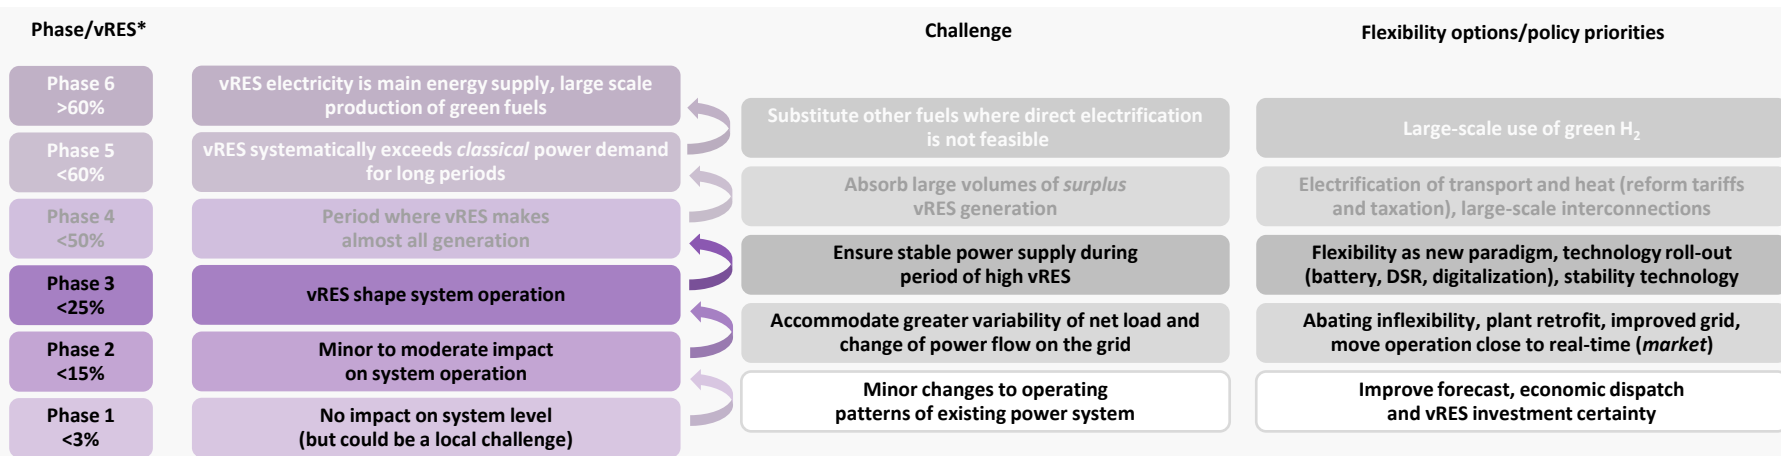 Phase/vRES*
Challenge
Flexibility options/policy priorities
Phase 6
>60%
vRES electricity is main energy supply, large scale
production of green fuels
Substitute other fuels where direct electrification
is not feasible
Large-scale use of green H₂
Phase 5
<60%
vRES systematically exceeds classical power demand
for long periods
Absorb large volumes of surplus
vRES generation
Electrification of transport and heat (reform tariffs
and taxation), large-scale interconnections
Phase 4
<50%
Period where vRES makes
almost all generation
Ensure stable power supply during
period of high vRES
Flexibility as new paradigm, technology roll-out
(battery, DSR, digitalization), stability technology
Phase 3
<25%
vRES shape system operation
Accommodate greater variability of net load and
change of power flow on the grid
Abating inflexibility, plant retrofit, improved grid,
move operation close to real-time (market)
Phase 2
<15%
Minor to moderate impact
on system operation
Minor changes to operating
patterns of existing power system
Improve forecast, economic dispatch
and vRES investment certainty
Phase 1
<3%
No impact on system level
(but could be a local challenge)